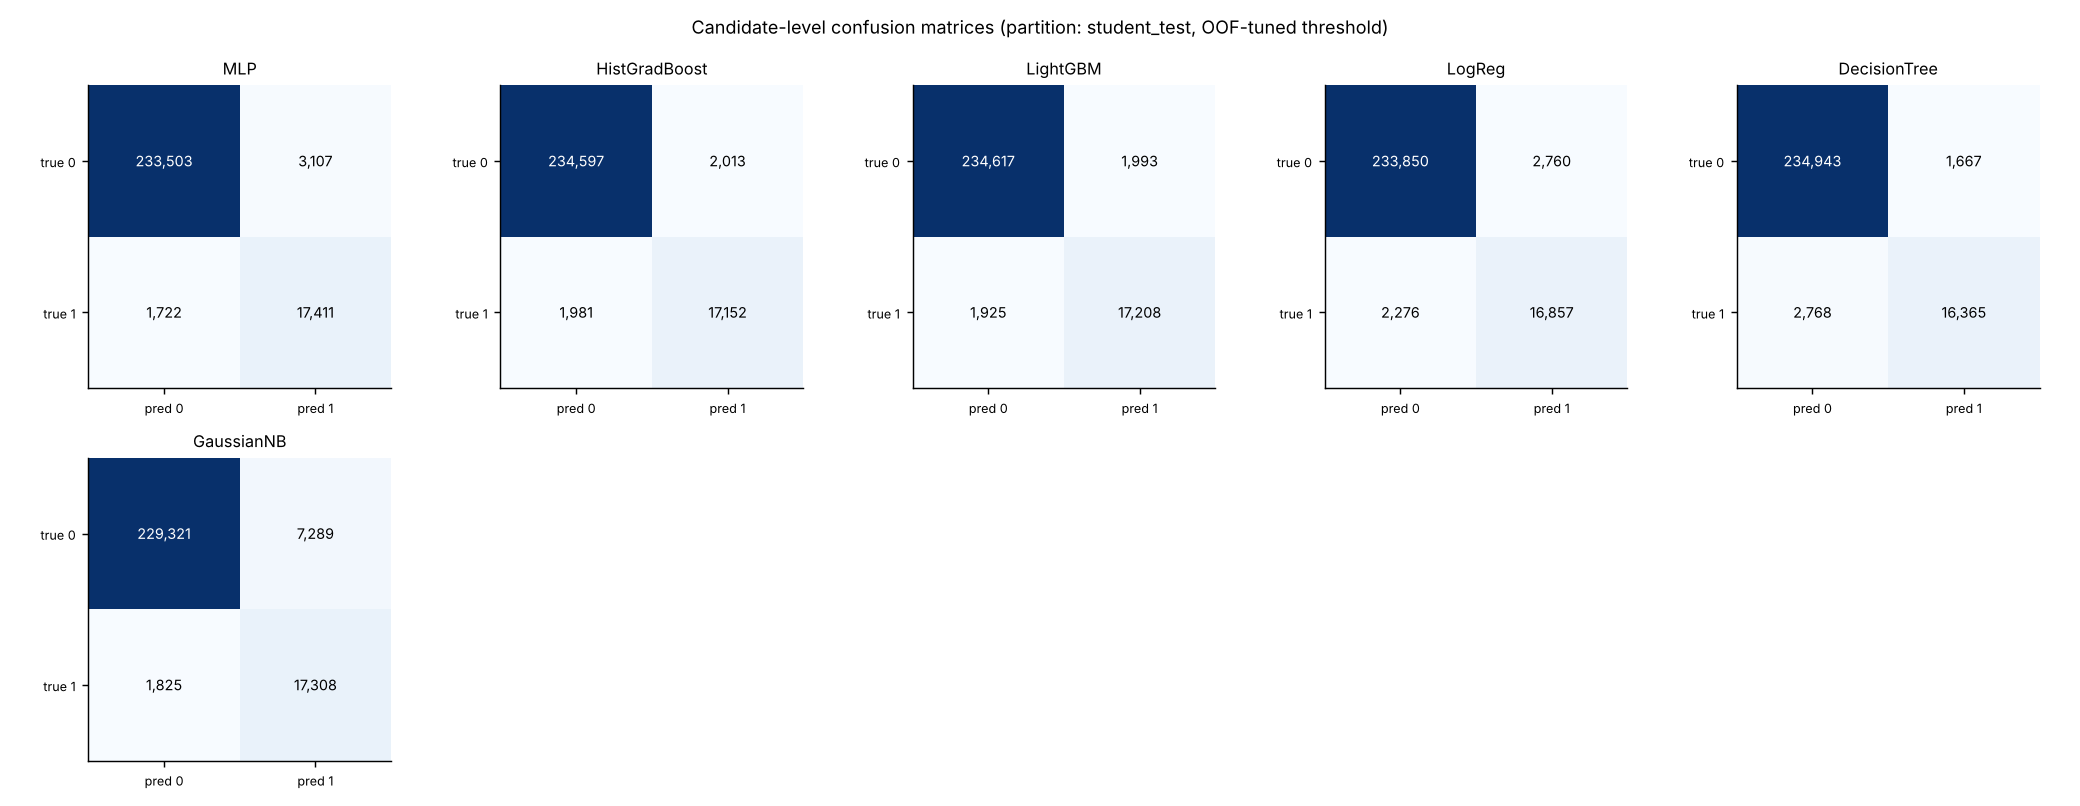 Candidate-level confusion matrices (partition: student_test, OOF-tuned threshold)
MLP
HistGradBoost
LightGBM
LogReg
DecisionTree
true 0
233,503
3,107
true 0
234,597
2,013
true 0
234,617
1,993
true 0
233,850
2,760
true 0
234,943
1,667
true 1
1,722
17,411
true 1
1,981
17,152
true 1
1,925
17,208
true 1
2,276
16,857
true 1
2,768
16,365
pred 0
pred 1
pred 0
pred 1
pred 0
pred 1
pred 0
pred 1
pred 0
pred 1
GaussianNB
true 0
229,321
7,289
true 1
1,825
17,308
pred 0
pred 1